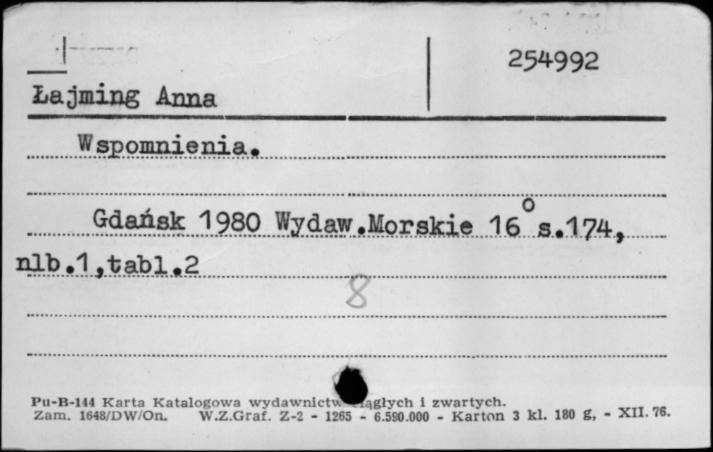 254992
Łajming Anna
Wspomnienia.
Gdańsk 1980 Wydaw.Morskie 16° s.174,
nlb.1,tabl.2
8
Pu-B-144 Karta Katalogowa wydawnictw ciągłych i zwartych.
Zam. 1648/DW/On. W.Z.Graf. Z-2 - 1265 - 6.590.000 - Karton 3 kl. 180 g, - XII. 76.